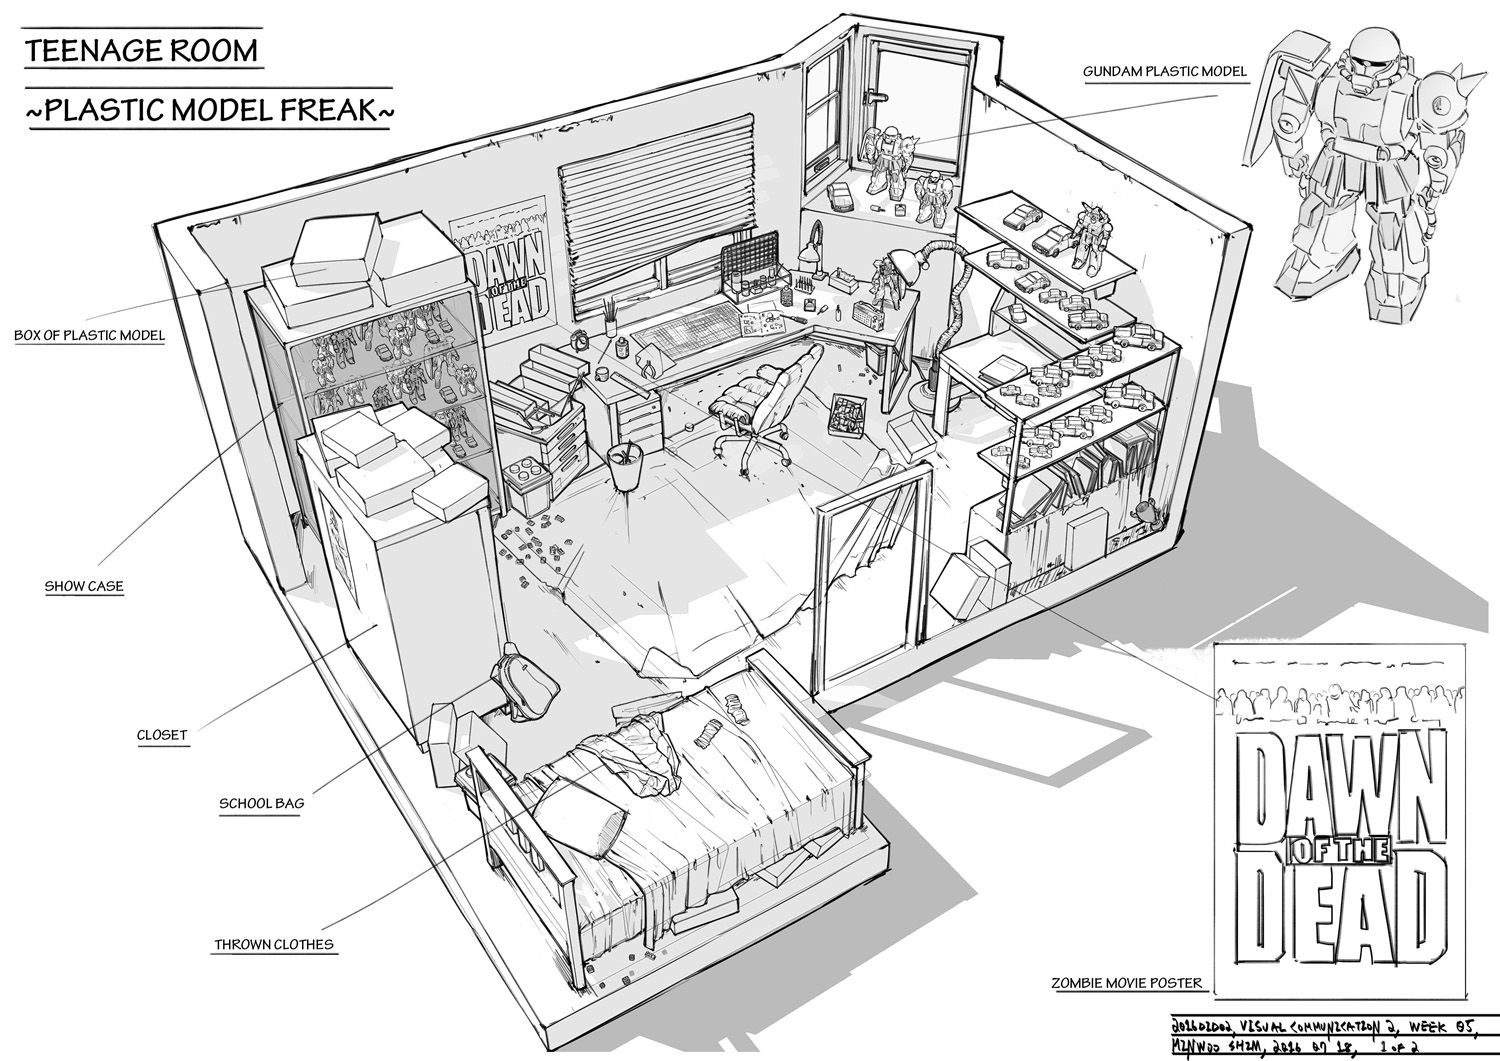 TEENAGE ROOM
~PLASTIC MODEL FREAK~
GUNDAM PLASTIC MODEL
DAWN
OF THE
DEAD
BOX OF PLASTIC MODEL
SHOW CASE
CLOSET
SCHOOL BAG
THROWN CLOTHES
DAWN
OF THE
DEAD
ZOMBIE MOVIE POSTER
VISUAL COMMUNICATION 2, WEEK 05,
MINWOO SHIM, 2016 07 18, 1 OF 2